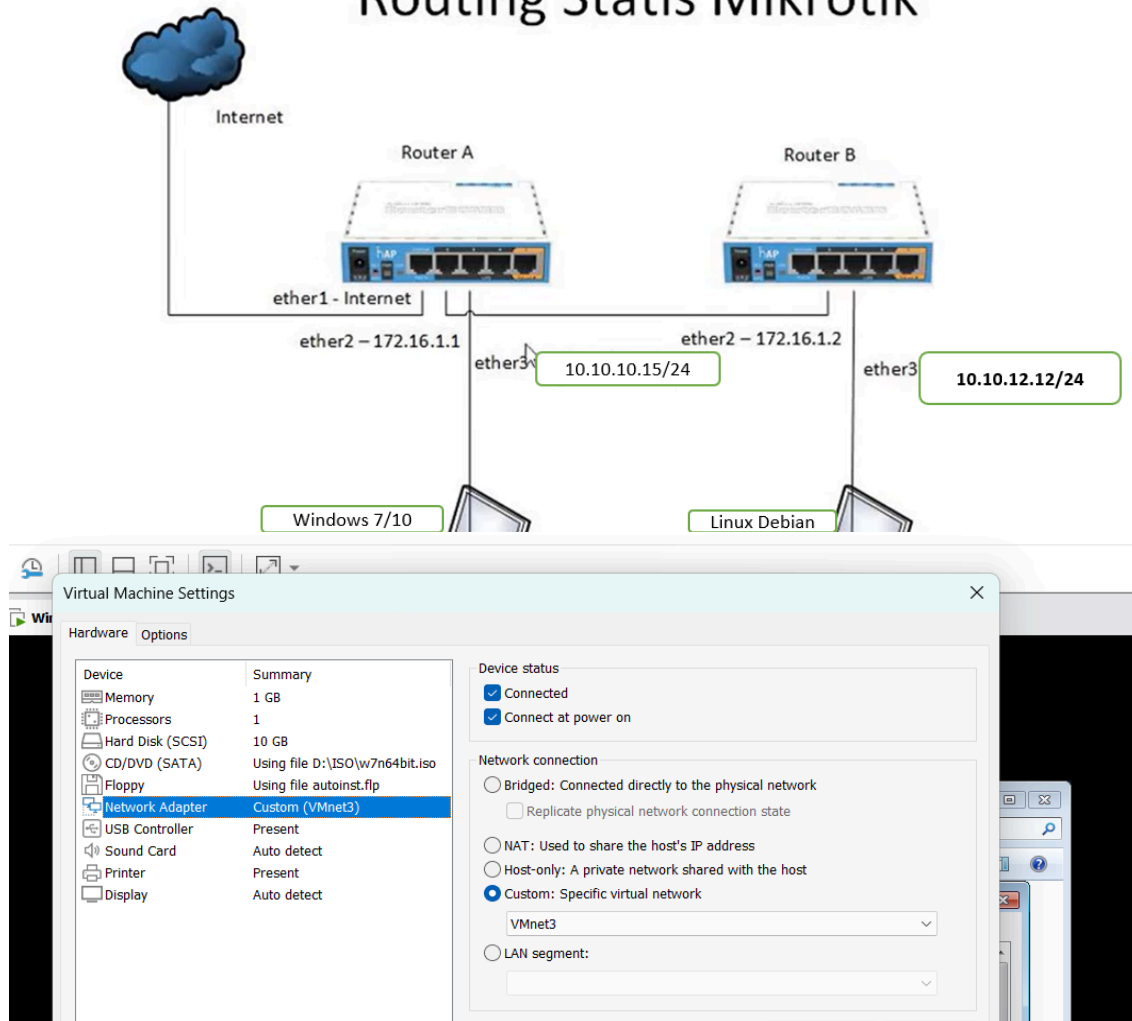 Routing Statis Mikrotik
Internet
Router A
Router B
hAP
hAP
ether1 - Internet
ether2 – 172.16.1.1
ether2 – 172.16.1.2
ether3
10.10.10.15/24
ether3
10.10.12.12/24
Windows 7/10
Linux Debian
Win
Virtual Machine Settings
Hardware Options
Device Summary
Memory 1 GB
Processors 1
Hard Disk (SCSI) 10 GB
CD/DVD (SATA) Using file D:\ISO\w7n64bit.iso
Floppy Using file autoinst.flp
Network Adapter Custom (VMnet3)
USB Controller Present
Sound Card Auto detect
Printer Present
Display Auto detect
Device status
Connected
Connect at power on
Network connection
Bridged: Connected directly to the physical network
Replicate physical network connection state
NAT: Used to share the host's IP address
Host-only: A private network shared with the host
Custom: Specific virtual network
VMnet3
LAN segment: